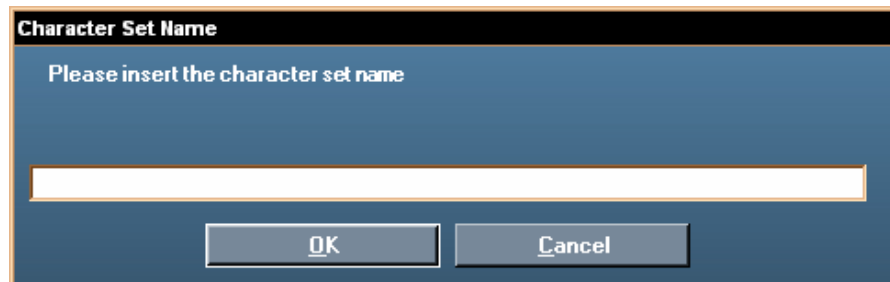 Character Set Name
Please insert the character set name
OK
Cancel